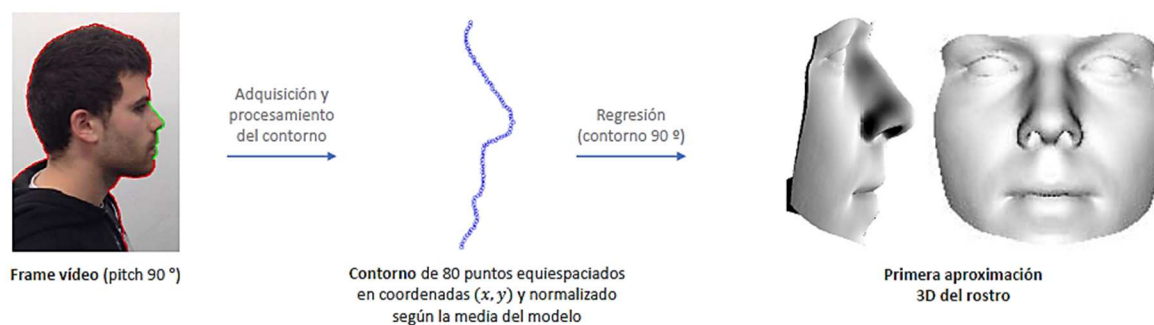 Adquisición y
procesamiento
del contorno
Regresión
(contorno 90 º)
Frame vídeo (pitch 90 °)
Contorno de 80 puntos equiespaciados
en coordenadas (x, y) y normalizado
según la media del modelo
Primera aproximación
3D del rostro